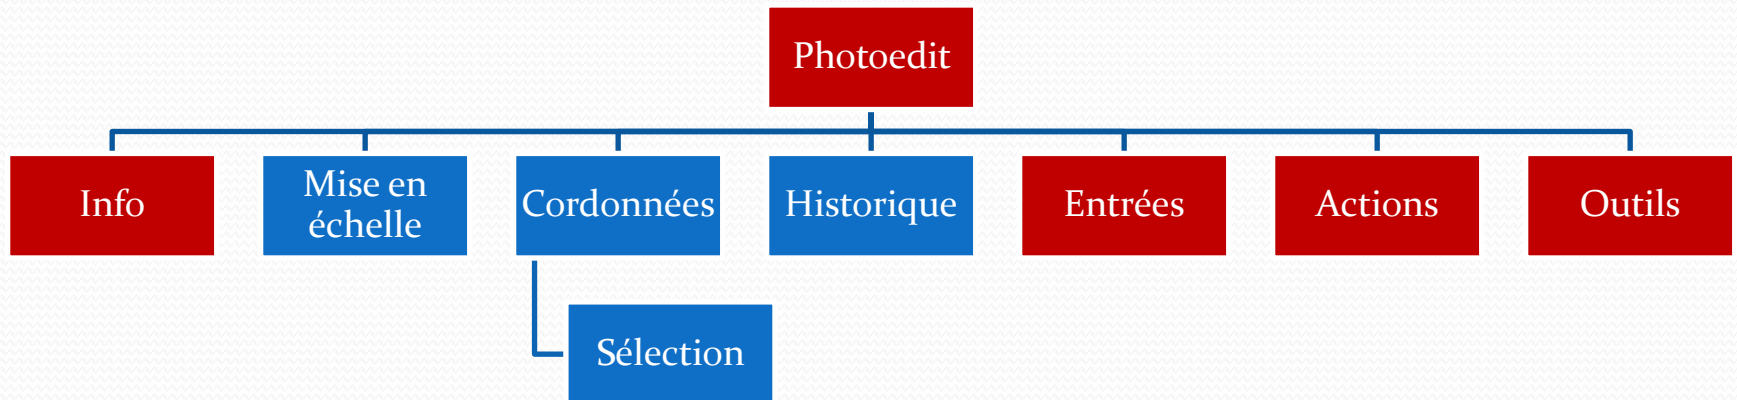 Photoedit
Info
Mise en
échelle
Cordonnées
Historique
Entrées
Actions
Outils
Sélection